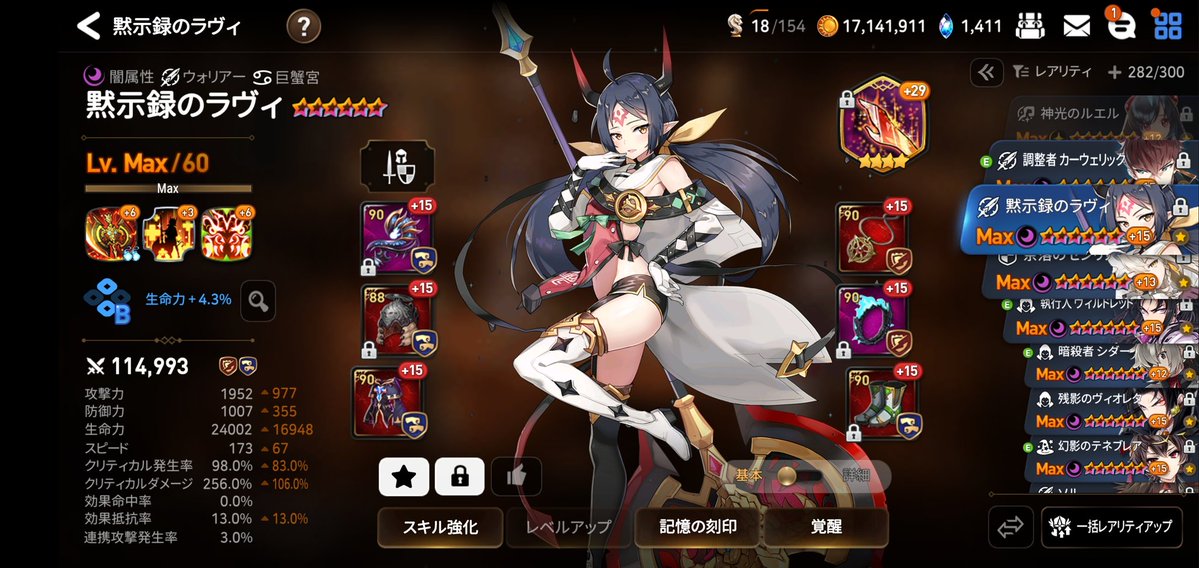 黙示録のラヴィ
?
18/154
17,141,911
1,411
1
闇属性 ウォリアー 巨蟹宮
黙示録のラヴィ
レアリティ
282/300
Lv. Max/60
Max
+6
+3
+6
B
生命力+4.3%
114,993
攻撃力 1952 977
防御力 1007 355
生命力 24002 16948
スピード 173 67
クリティカル発生率 98.0% 83.0%
クリティカルダメージ 256.0% 106.0%
効果命中率 0.0%
効果抵抗率 13.0% 13.0%
連携攻撃発生率 3.0%
90 +15
88 +15
90 +15
+29
90 +15
90 +15
90 +15
基本
詳細
スキル強化
レベルアップ
記憶の刻印
覚醒
神光のルエル
Max +12
E 調整者 カーウェリック
黙示録のラヴィ
Max +15
Max +13
E 執行人 ヴィルトレッド
Max +15
E 暗殺者 シダー
Max +12
残影のヴィオレタ
Max +15
E 幻影のテネブレア
Max +15
一括レアリティアップ